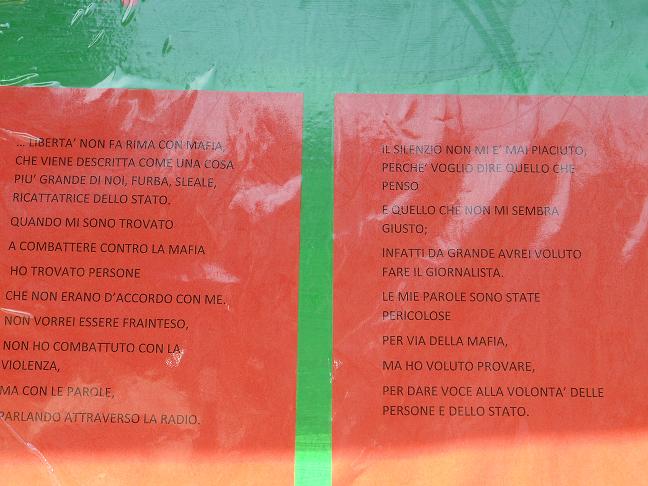 ... LIBERTA' NON FA RIMA CON MAFIA,
CHE VIENE DESCRITTA COME UNA COSA
PIU' GRANDE DI NOI, FURBA, SLEALE,
RICATTATRICE DELLO STATO.
QUANDO MI SONO TROVATO
A COMBATTERE CONTRO LA MAFIA
HO TROVATO PERSONE
CHE NON ERANO D'ACCORDO CON ME.
NON VORREI ESSERE FRAINTESO,
NON HO COMBATTUTO CON LA
VIOLENZA,
MA CON LE PAROLE,
PARLANDO ATTRAVERSO LA RADIO.
IL SILENZIO NON MI E' MAI PIACIUTO,
PERCHE' VOGLIO DIRE QUELLO CHE
PENSO
E QUELLO CHE NON MI SEMBRA
GIUSTO;
INFATTI DA GRANDE AVREI VOLUTO
FARE IL GIORNALISTA.
LE MIE PAROLE SONO STATE
PERICOLOSE
PER VIA DELLA MAFIA,
MA HO VOLUTO PROVARE,
PER DARE VOCE ALLA VOLONTA' DELLE
PERSONE E DELLO STATO.